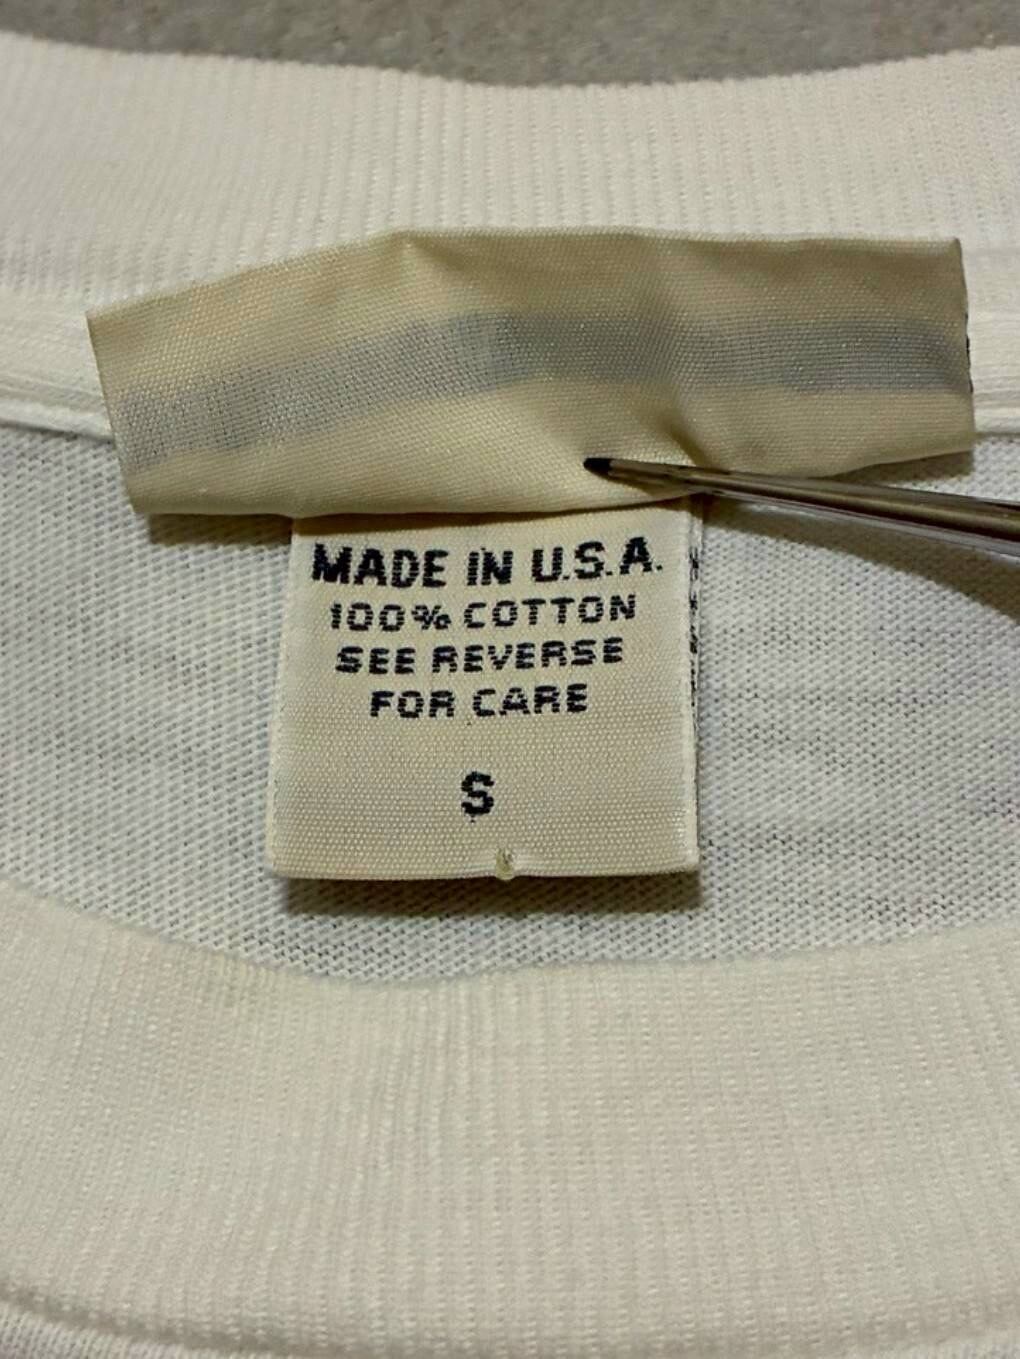 MADE IN U.S.A.
100% COTTON
SEE REVERSE
FOR CARE
S